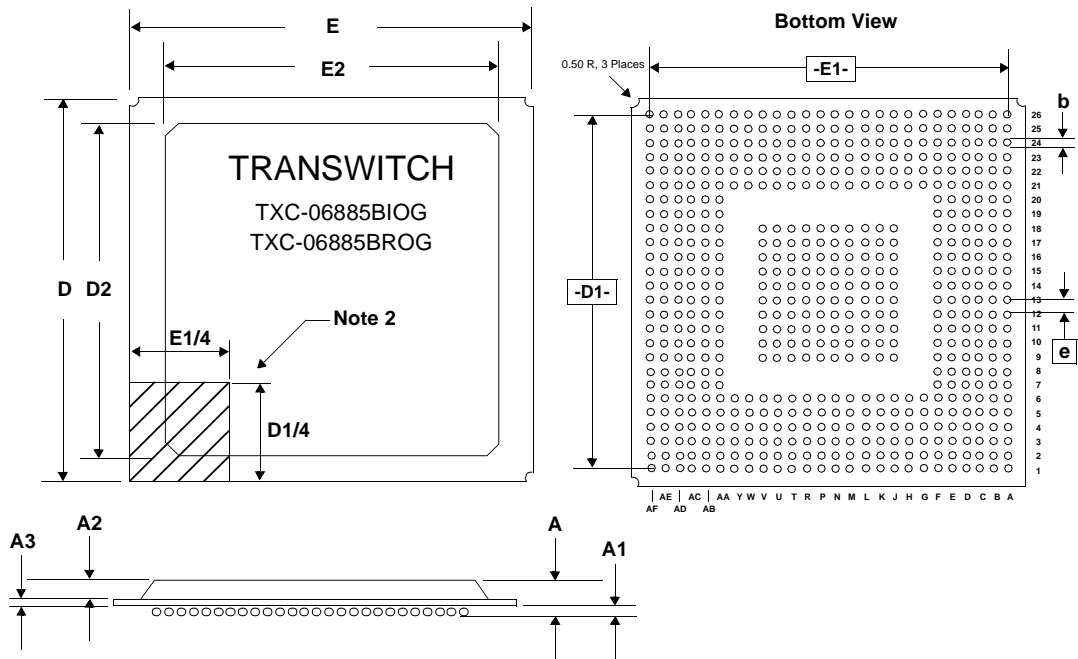 E
Bottom View
E2
0.50 R, 3 Places
-E1-
b
TRANSWITCH
TXC-06885BIOG
TXC-06885BROG
D
D2
-D1-
Note 2
E1/4
D1/4
e
26
25
24
23
22
21
20
19
18
17
16
15
14
13
12
11
10
9
8
7
6
5
4
3
2
1
AE AC AA Y W V U T R P N M L K J H G F E D C B A
AF AD AB
A3
A2
A
A1